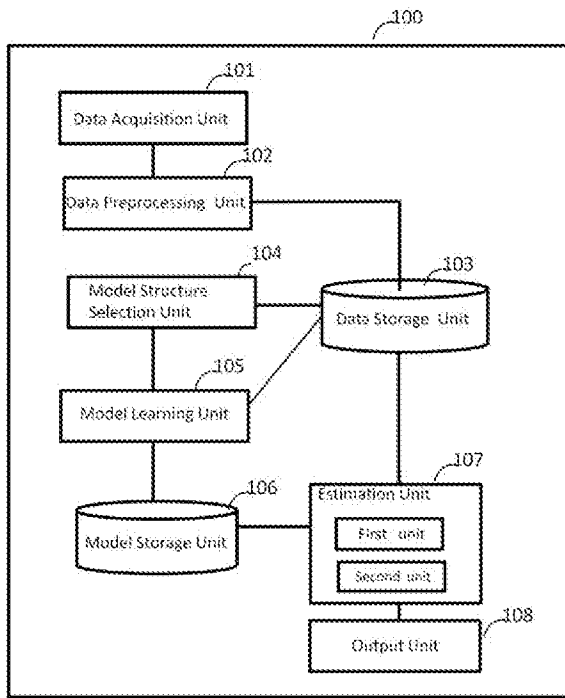 100
101
Data Acquisition Unit
102
Data Preprocessing Unit
104
Model Structure
Selection Unit
103
Data Storage Unit
105
Model Learning Unit
106
Model Storage Unit
107
Estimation Unit
First unit
Second unit
108
Output Unit